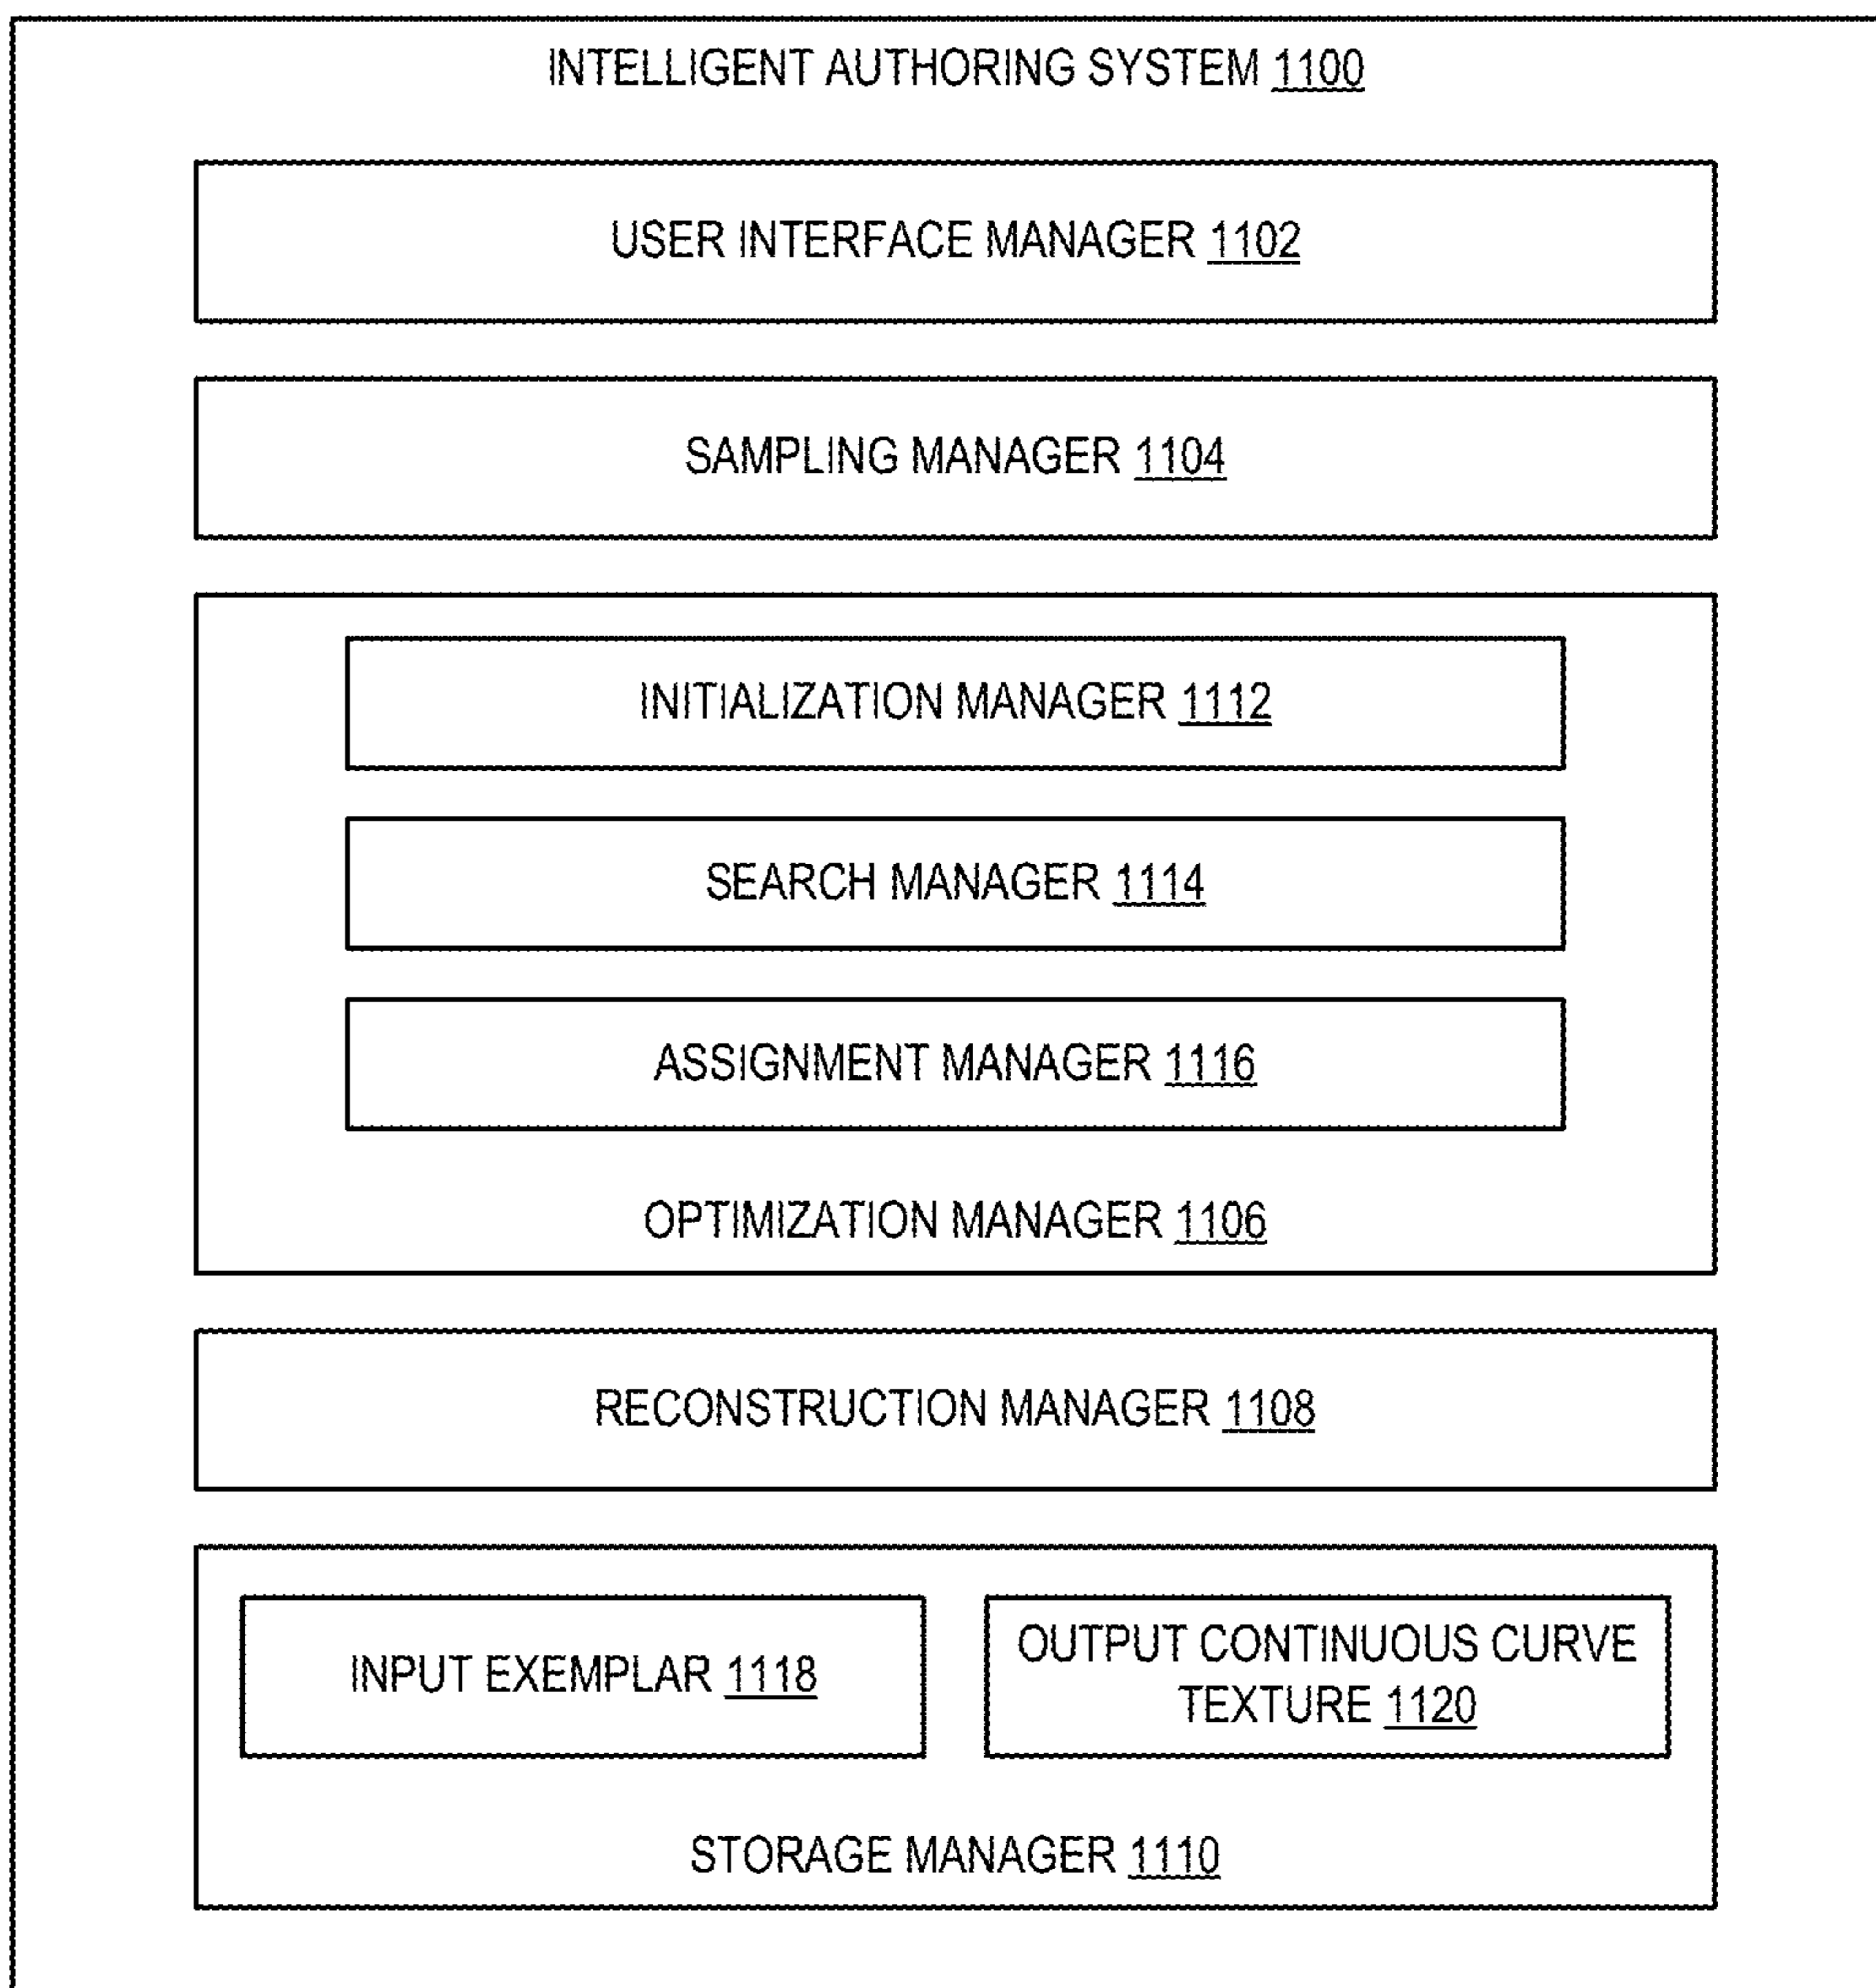 INTELLIGENT AUTHORING SYSTEM 1100
USER INTERFACE MANAGER 1102
SAMPLING MANAGER 1104
INITIALIZATION MANAGER 1112
SEARCH MANAGER 1114
ASSIGNMENT MANAGER 1116
OPTIMIZATION MANAGER 1106
RECONSTRUCTION MANAGER 1108
INPUT EXEMPLAR 1118
OUTPUT CONTINUOUS CURVE
TEXTURE 1120
STORAGE MANAGER 1110